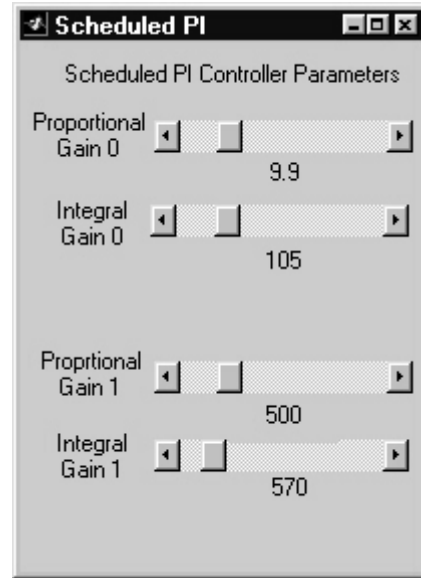 Scheduled PI
Scheduled PI Controller Parameters
Proportional
Gain 0
9.9
Integral
Gain 0
105
Proprtional
Gain 1
500
Integral
Gain 1
570